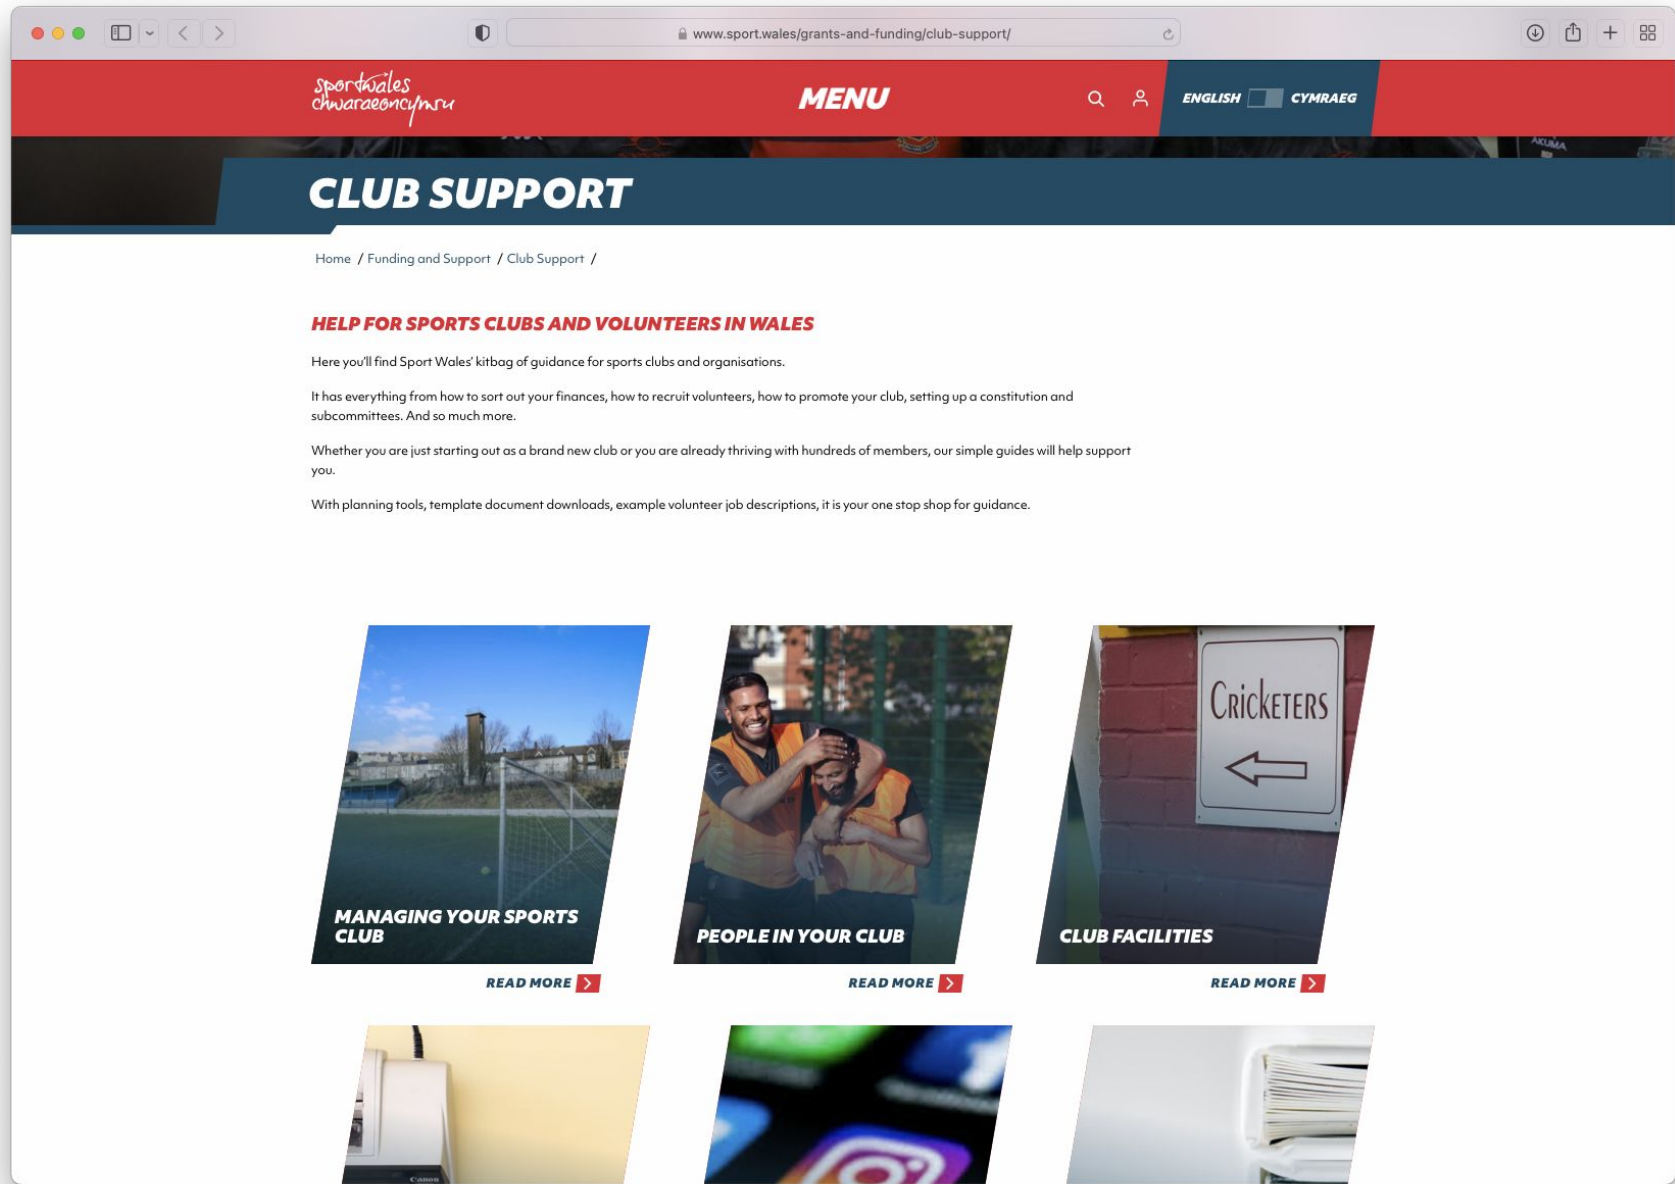 www.sport.wales/grants-and-funding/club-support/
sportwales
chwaraeoncymru
MENU
ENGLISH
CYMRAEG
AKUMA
CLUB SUPPORT
Home / Funding and Support / Club Support /
HELP FOR SPORTS CLUBS AND VOLUNTEERS IN WALES
Here you'll find Sport Wales' kitbag of guidance for sports clubs and organisations.
It has everything from how to sort out your finances, how to recruit volunteers, how to promote your club, setting up a constitution and
subcommittees. And so much more.
Whether you are just starting out as a brand new club or you are already thriving with hundreds of members, our simple guides will help support
you.
With planning tools, template document downloads, example volunteer job descriptions, it is your one stop shop for guidance.
CRICKETERS
MANAGING YOUR SPORTS
CLUB
PEOPLE IN YOUR CLUB
CLUB FACILITIES
READ MORE
READ MORE
READ MORE
Canon